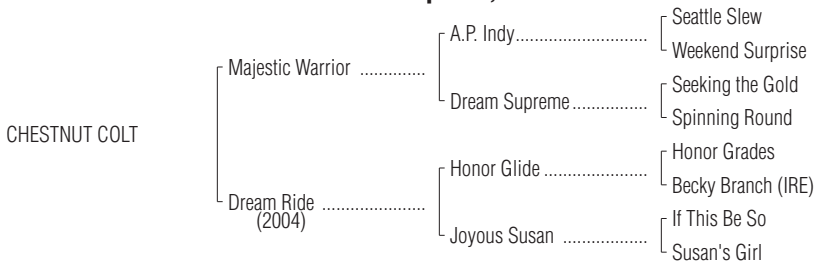 Seattle Slew
A.P. Indy
Weekend Surprise
Majestic Warrior
Seeking the Gold
Dream Supreme
Spinning Round
CHESTNUT COLT
Honor Grades
Honor Glide
Becky Branch (IRE)
Dream Ride
(2004)
If This Be So
Joyous Susan
Susan's Girl